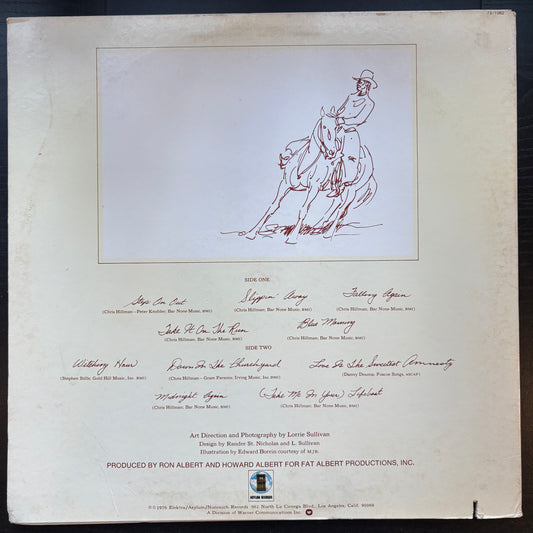 7E-1062
SIDE ONE
Step On Out
Slippin' Away
Falling Again
(Chris Hillman–Peter Knobler; Bar None Music, BMI)
(Chris Hillman; Bar None Music, BMI)
(Chris Hillman; Bar None Music, BMI)
Take It On The Run
Blue Morning
(Chris Hillman; Bar None Music, BMI)
(Chris Hillman; Bar None Music, BMI)
SIDE TWO
Witching Hour
Down In The Churchyard
Love Is The Sweetest Amnesty
(Stephen Stills; Gold Hill Music, Inc. BMI)
(Chris Hillman – Gram Parsons; Irving Music, Inc. BMI)
(Danny Douma; Fiscoe Songs, ASCAP)
Midnight Again
(Take Me In Your) Lifeboat
(Chris Hillman; Bar None Music, BMI)
(Chris Hillman; Bar None Music, BMI)
Art Direction and Photography by Lorrie Sullivan
Design by Rander St. Nicholas and L. Sullivan
Illustration by Edward Borein courtesy of MJB.
PRODUCED BY RON ALBERT AND HOWARD ALBERT FOR FAT ALBERT PRODUCTIONS, INC.
ASYLUM RECORDS
© 1976 Elektra/Asylum/Nonesuch Records 962 North La Cienega Blvd., Los Angeles, Calif. 90069
A Division of Warner Communications Inc.